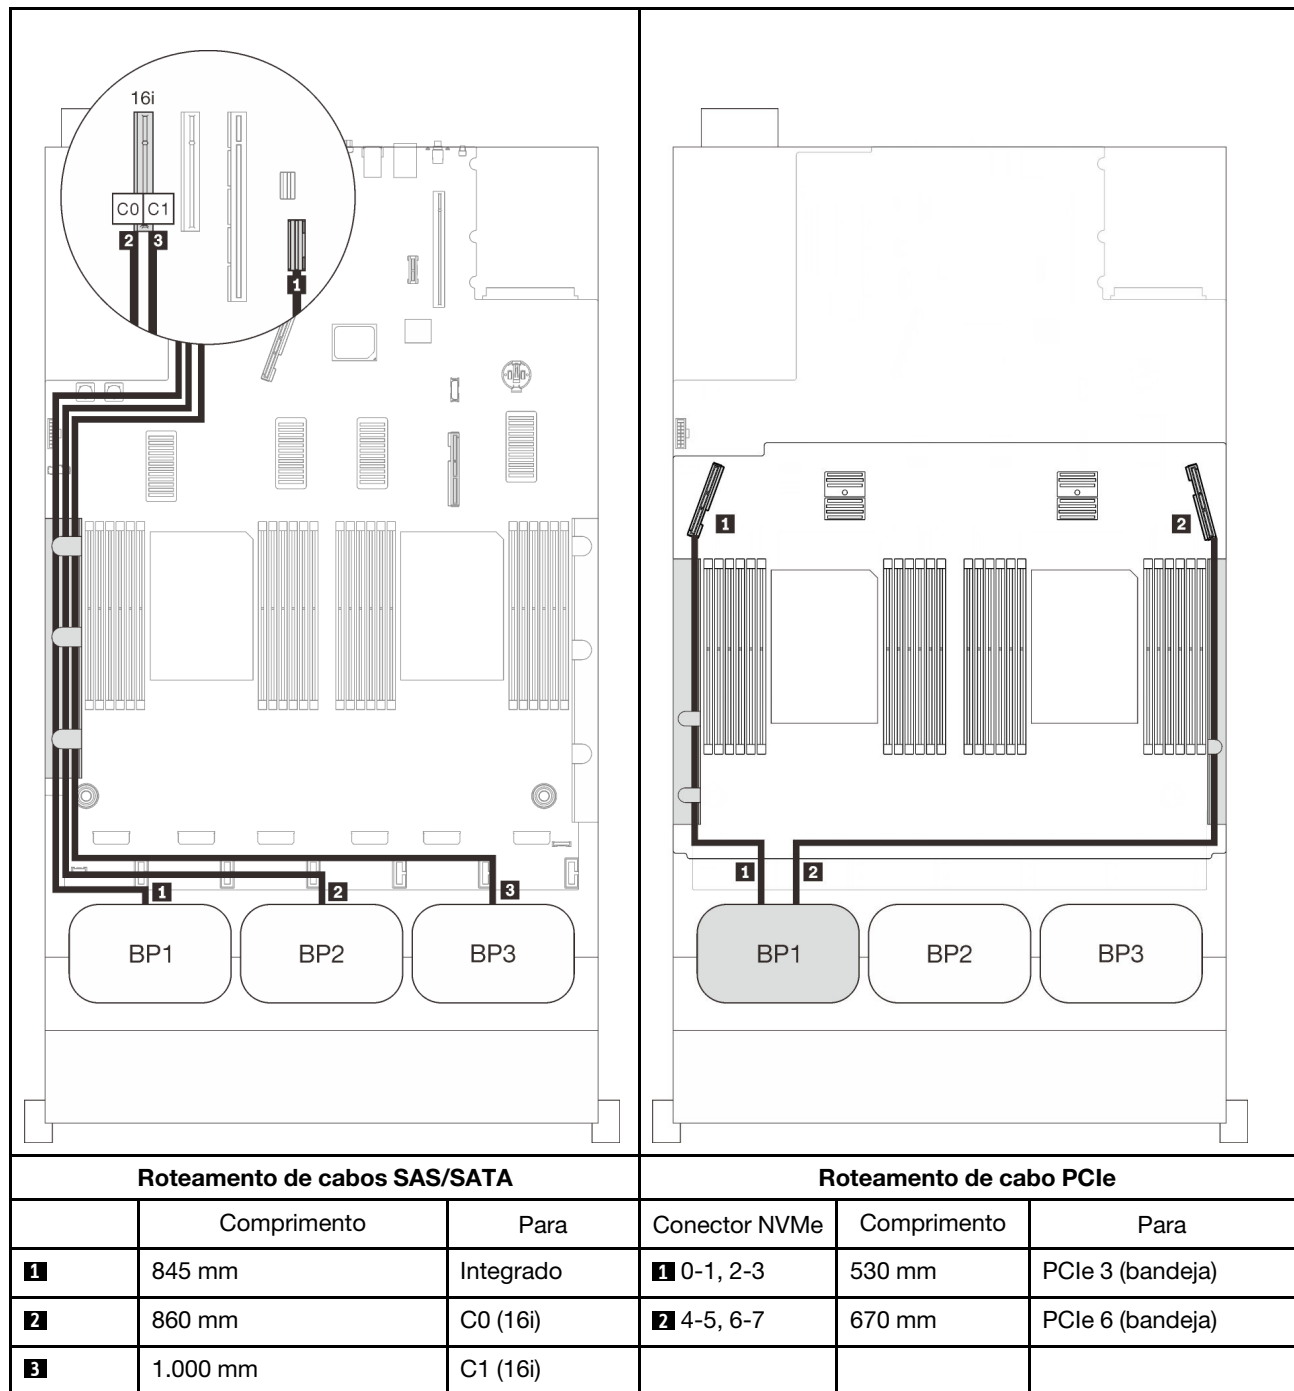 16i
C0 C1
2 3
1
1
2
3
BP1 BP2 BP3
1
2
1
2
BP1 BP2 BP3
Roteamento de cabos SAS/SATA
Roteamento de cabo PCIe
Comprimento Para Conector NVMe Comprimento Para
1 845 mm Integrado 1 0-1, 2-3 530 mm PCIe 3 (bandeja)
2 860 mm C0 (16i) 2 4-5, 6-7 670 mm PCIe 6 (bandeja)
3 1.000 mm C1 (16i)